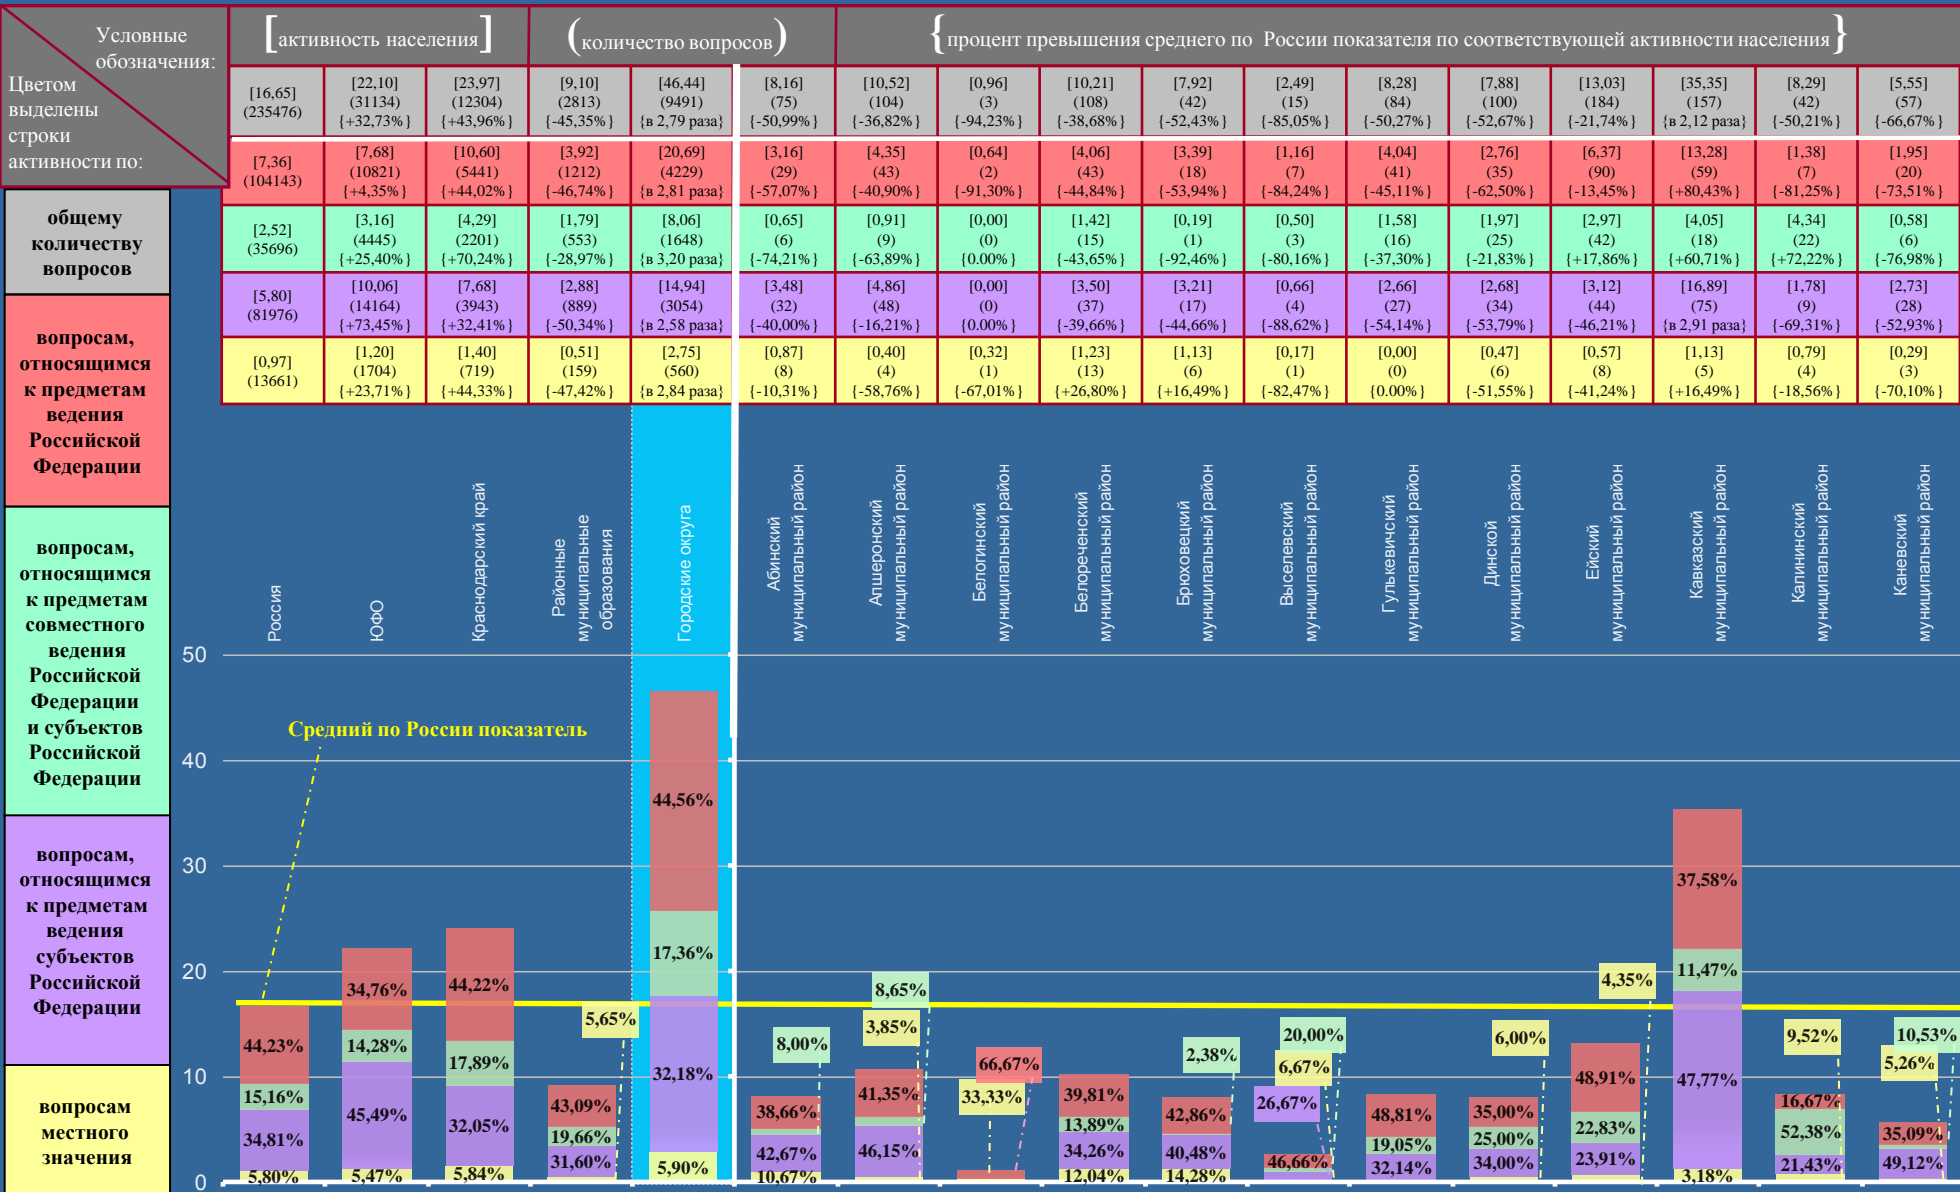 Условные
обозначения:
Цветом
выделены
строки
активности по:
[активность населения]
(количество вопросов)
{процент превышения среднего по России показателя по соответствующей активности населения}
[16,65] [22,10] [23,97] [9,10] [46,44] [8,16] [10,52] [0,96] [10,21] [7,92] [2,49] [8,28] [7,88] [13,03] [35,35] [8,29] [5,55]
(235476) (31134) (12304) (2813) (9491) (75) (104) (3) (108) (42) (15) (84) (100) (184) (157) (42) (57)
{+32,73%} {+43,96%} {-45,35%} {в 2,79 раза} {-50,99%} {-36,82%} {-94,23%} {-38,68%} {-52,43%} {-85,05%} {-50,27%} {-52,67%} {-21,74%} {в 2,12 раза} {-50,21%} {-66,67%}
[7,36] [7,68] [10,60] [3,92] [20,69] [3,16] [4,35] [0,64] [4,06] [3,39] [1,16] [4,04] [2,76] [6,37] [13,28] [1,38] [1,95]
(104143) (10821) (5441) (1212) (4229) (29) (43) (2) (43) (18) (7) (41) (35) (90) (59) (7) (20)
{+4,35%} {+44,02%} {-46,74%} {в 2,81 раза} {-57,07%} {-40,90%} {-91,30%} {-44,84%} {-53,94%} {-84,24%} {-45,11%} {-62,50%} {-13,45%} {+80,43%} {-81,25%} {-73,51%}
[2,52] [3,16] [4,29] [1,79] [8,06] [0,65] [0,91] [0,00] [1,42] [0,19] [0,50] [1,58] [1,97] [2,97] [4,05] [4,34] [0,58]
(35696) (4445) (2201) (553) (1648) (6) (9) (0) (15) (1) (3) (16) (25) (42) (18) (22) (6)
{+25,40%} {+70,24%} {-28,97%} {в 3,20 раза} {-74,21%} {-63,89%} {0.00%} {-43,65%} {-92,46%} {-80,16%} {-37,30%} {-21,83%} {+17,86%} {+60,71%} {+72,22%} {-76,98%}
[5,80] [10,06] [7,68] [2,88] [14,94] [3,48] [4,86] [0,00] [3,50] [3,21] [0,66] [2,66] [2,68] [3,12] [16,89] [1,78] [2,73]
(81976) (14164) (3943) (889) (3054) (32) (48) (0) (37) (17) (4) (27) (34) (44) (75) (9) (28)
{+73,45%} {+32,41%} {-50,34%} {в 2,58 раза} {-40,00%} {-16,21%} {0.00%} {-39,66%} {-44,66%} {-88,62%} {-54,14%} {-53,79%} {-46,21%} {в 2,91 раза} {-69,31%} {-52,93%}
[0,97] [1,20] [1,40] [0,51] [2,75] [0,87] [0,40] [0,32] [1,23] [1,13] [0,17] [0,00] [0,47] [0,57] [1,13] [0,79] [0,29]
(13661) (1704) (719) (159) (560) (8) (4) (1) (13) (6) (1) (0) (6) (8) (5) (4) (3)
{+23,71%} {+44,33%} {-47,42%} {в 2,84 раза} {-10,31%} {-58,76%} {-67,01%} {+26,80%} {+16,49%} {-82,47%} {0.00%} {-51,55%} {-41,24%} {+16,49%} {-18,56%} {-70,10%}
общему
количеству
вопросов
вопросам,
относящимся
к предметам
ведения
Российской
Федерации
вопросам,
относящимся
к предметам
совместного
ведения
Российской
Федерации
и субъектов
Российской
Федерации
вопросам,
относящимся
к предметам
ведения
субъектов
Российской
Федерации
вопросам
местного
значения
Россия
ЮФО
Краснодарский край
Районные
муниципальные
образования
Городские округа
Абинский
муниципальный район
Апшеронский
муниципальный район
Белоглинский
муниципальный район
Белореченский
муниципальный район
Брюховецкий
муниципальный район
Выселевский
муниципальный район
Гулькевичский
муниципальный район
Динской
муниципальный район
Ейский
муниципальный район
Кавказский
муниципальный район
Калининский
муниципальный район
Каневский
муниципальный район
50
40
30
20
10
0
Средний по России показатель
44,23%
15,16%
34,81%
5,80%
34,76%
14,28%
45,49%
5,47%
44,22%
17,89%
32,05%
5,84%
5,65%
43,09%
19,66%
31,60%
44,56%
17,36%
32,18%
5,90%
8,00%
38,66%
42,67%
10,67%
8,65%
3,85%
41,35%
46,15%
66,67%
33,33%
39,81%
13,89%
34,26%
12,04%
2,38%
42,86%
40,48%
14,28%
20,00%
6,67%
26,67%
46,66%
48,81%
19,05%
32,14%
6,00%
35,00%
25,00%
34,00%
4,35%
48,91%
22,83%
23,91%
37,58%
11,47%
47,77%
3,18%
9,52%
16,67%
52,38%
21,43%
10,53%
5,26%
35,09%
49,12%